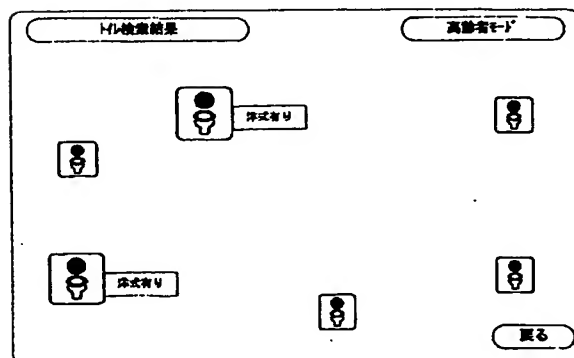 トイレ検索結果
高齢者モード
洋式有り
洋式有り
戻る